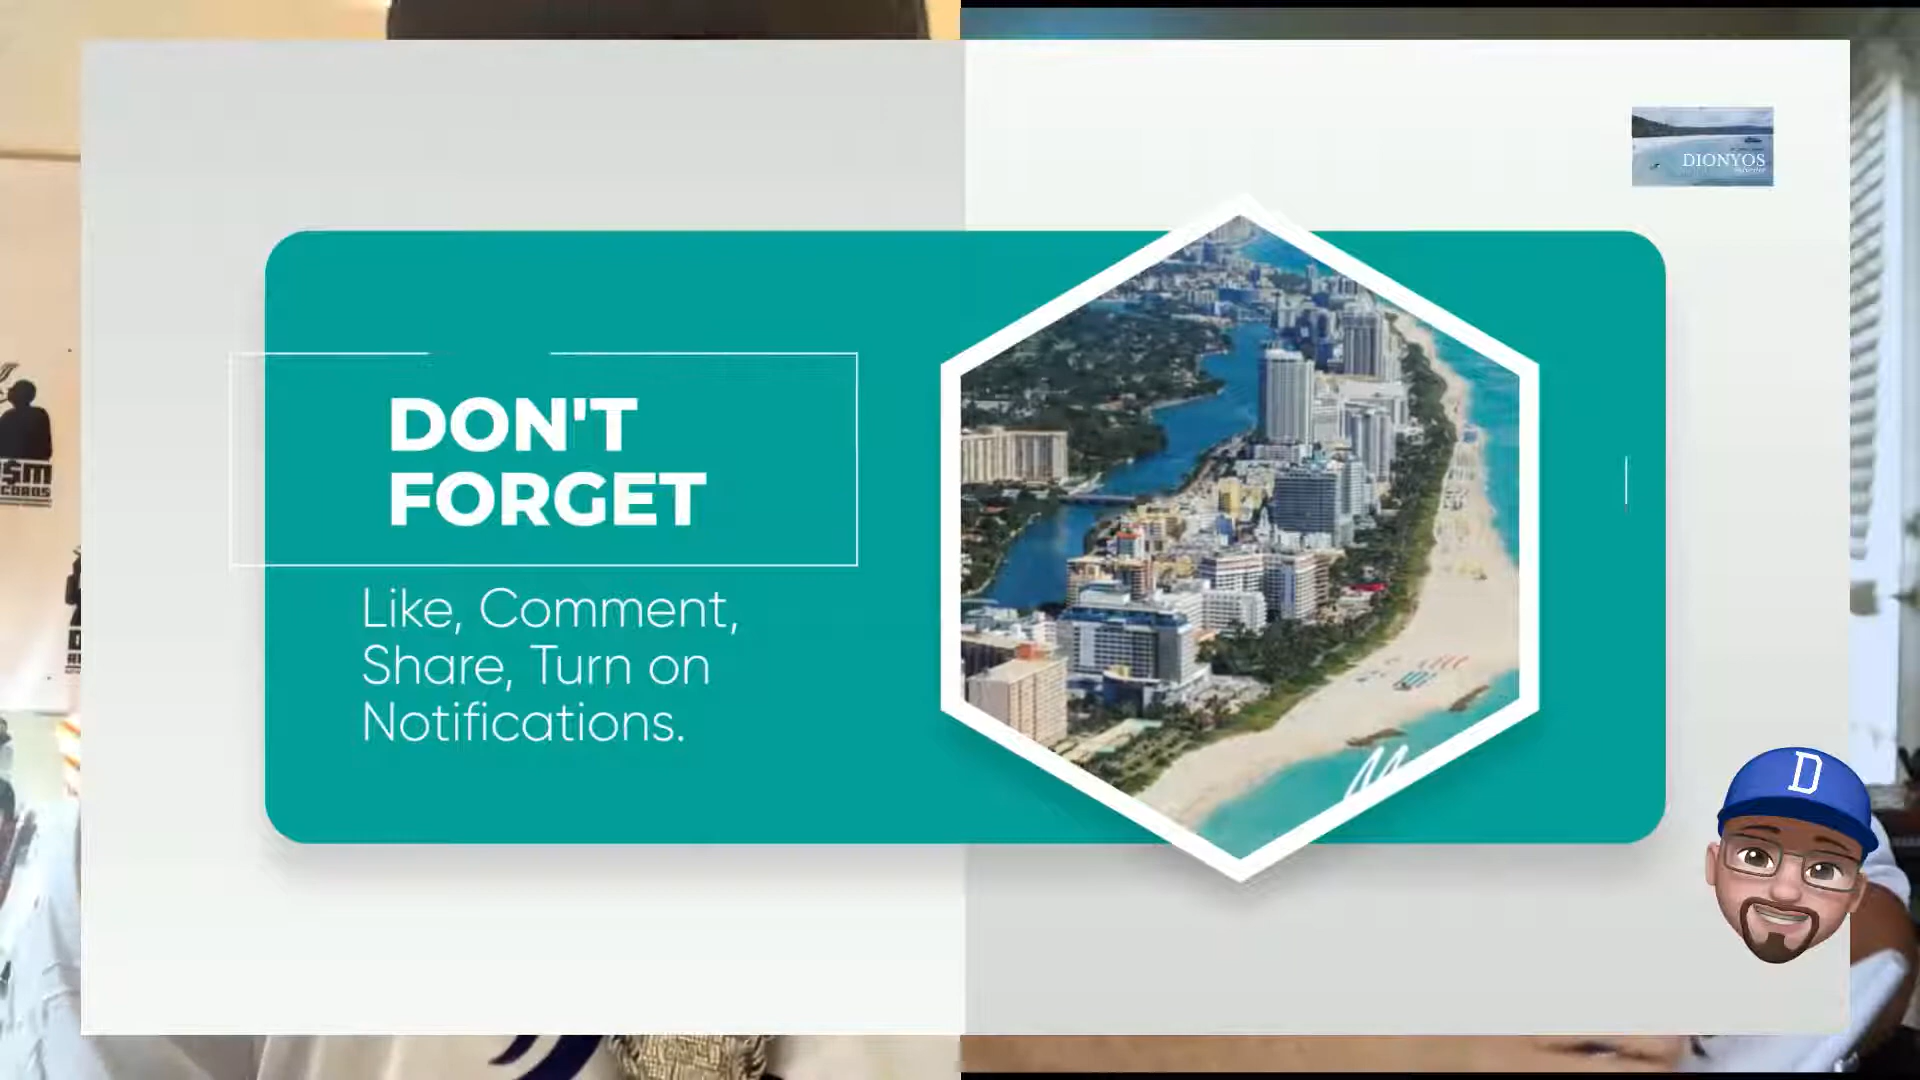 DIONYOS
DON'T
FORGET
Like, Comment,
Share, Turn on
Notifications.
D